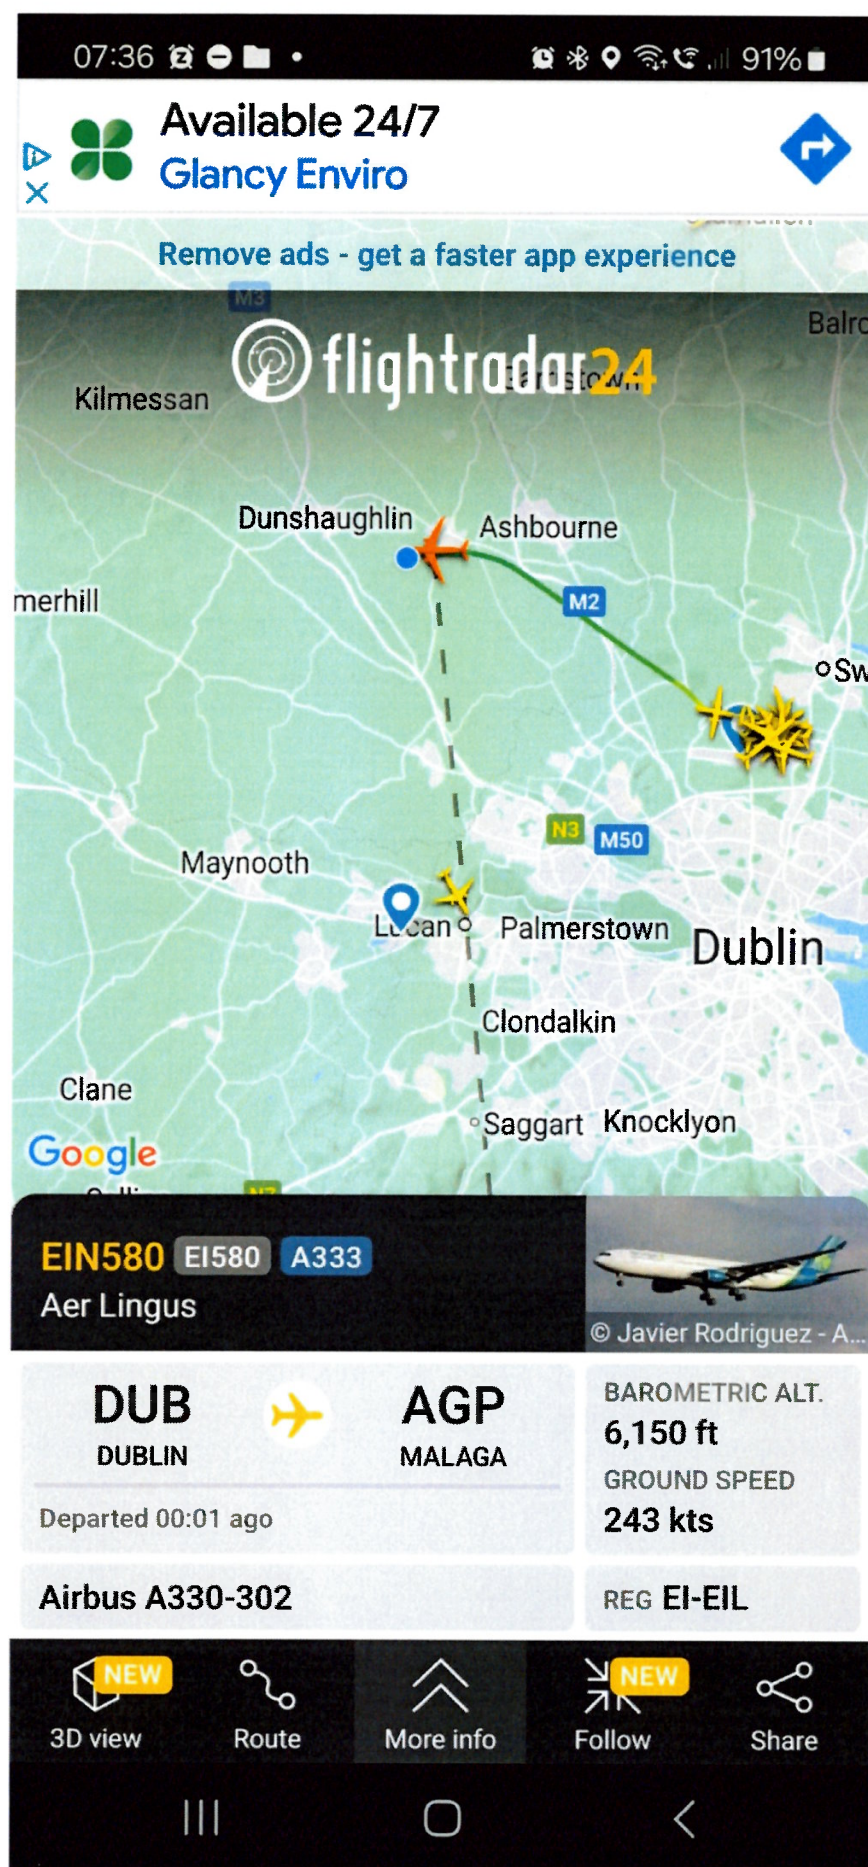 07:36
91%
Available 24/7
Glancy Enviro
Remove ads - get a faster app experience
M3
Balro
flightradar24
Kilmessan
Dunshaughlin
Ashbourne
merhill
M2
Sw
N3
M50
Maynooth
Lucan
Palmerstown
Dublin
Clondalkin
Clane
Saggart
Knocklyon
Google
N7
EIN580 EI580 A333
Aer Lingus
© Javier Rodriguez - A...
DUB
AGP
DUBLIN
MALAGA
Departed 00:01 ago
BAROMETRIC ALT.
6,150 ft
GROUND SPEED
243 kts
Airbus A330-302
REG EI-EIL
NEW
NEW
3D view
Route
More info
Follow
Share